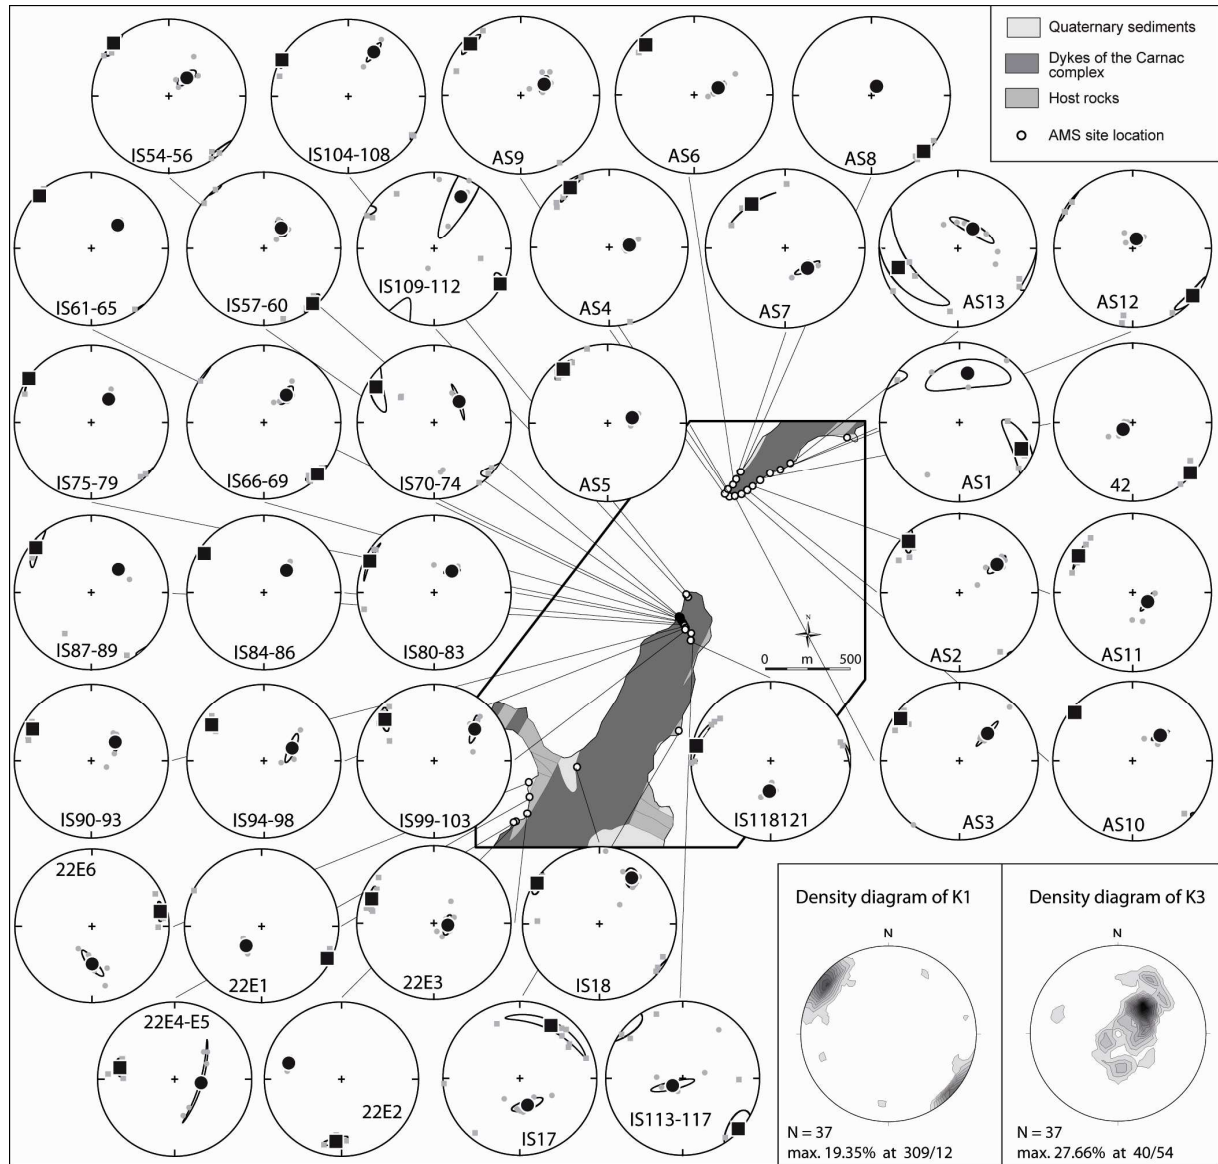 Quaternary sediments
Dykes of the Carnac
complex
Host rocks
AMS site location
IS54-56
IS104-108
AS9
AS6
AS8
IS61-65
IS57-60
IS109-112
AS4
AS7
AS13
AS12
IS75-79
IS66-69
IS70-74
AS5
AS1
42
IS87-89
IS84-86
IS80-83
N
0 m 500
AS2
AS11
IS90-93
IS94-98
IS99-103
IS118121
AS3
AS10
22E6
22E1
22E3
IS18
22E4-E5
22E2
IS17
IS113-117
Density diagram of K1
N
N = 37
max. 19.35% at 309/12
Density diagram of K3
N
N = 37
max. 27.66% at 40/54